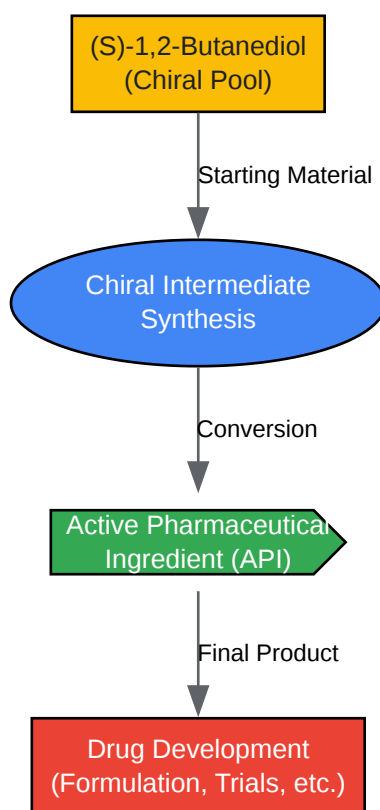 (S)-1,2-Butanediol
(Chiral Pool)
Starting Material
Chiral Intermediate
Synthesis
Conversion
Active Pharmaceutical
Ingredient (API)
Final Product
Drug Development
(Formulation, Trials, etc.)